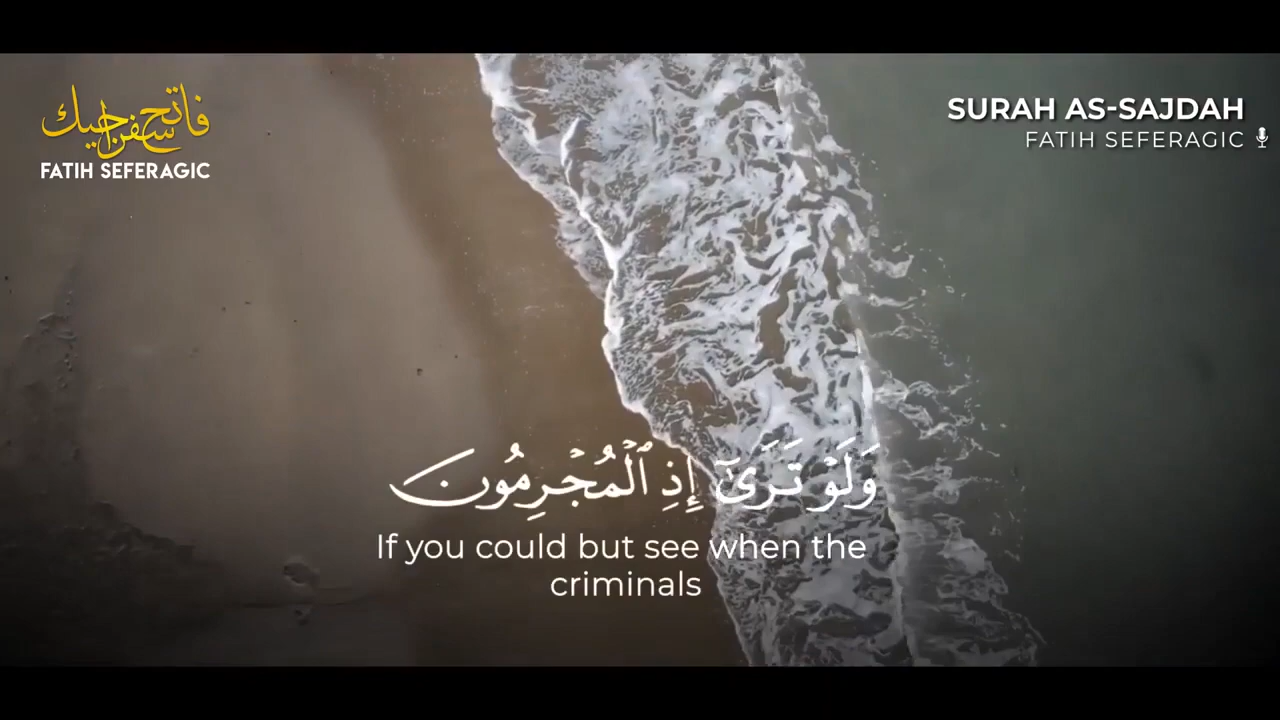 فاتح سفراجيك
FATIH SEFERAGIC
SURAH AS-SAJDAH
FATIH SEFERAGIC
وَلَوۡ تَرَىٰٓ إِذِ ٱلۡمُجۡرِمُونَ
If you could but see when the
criminals